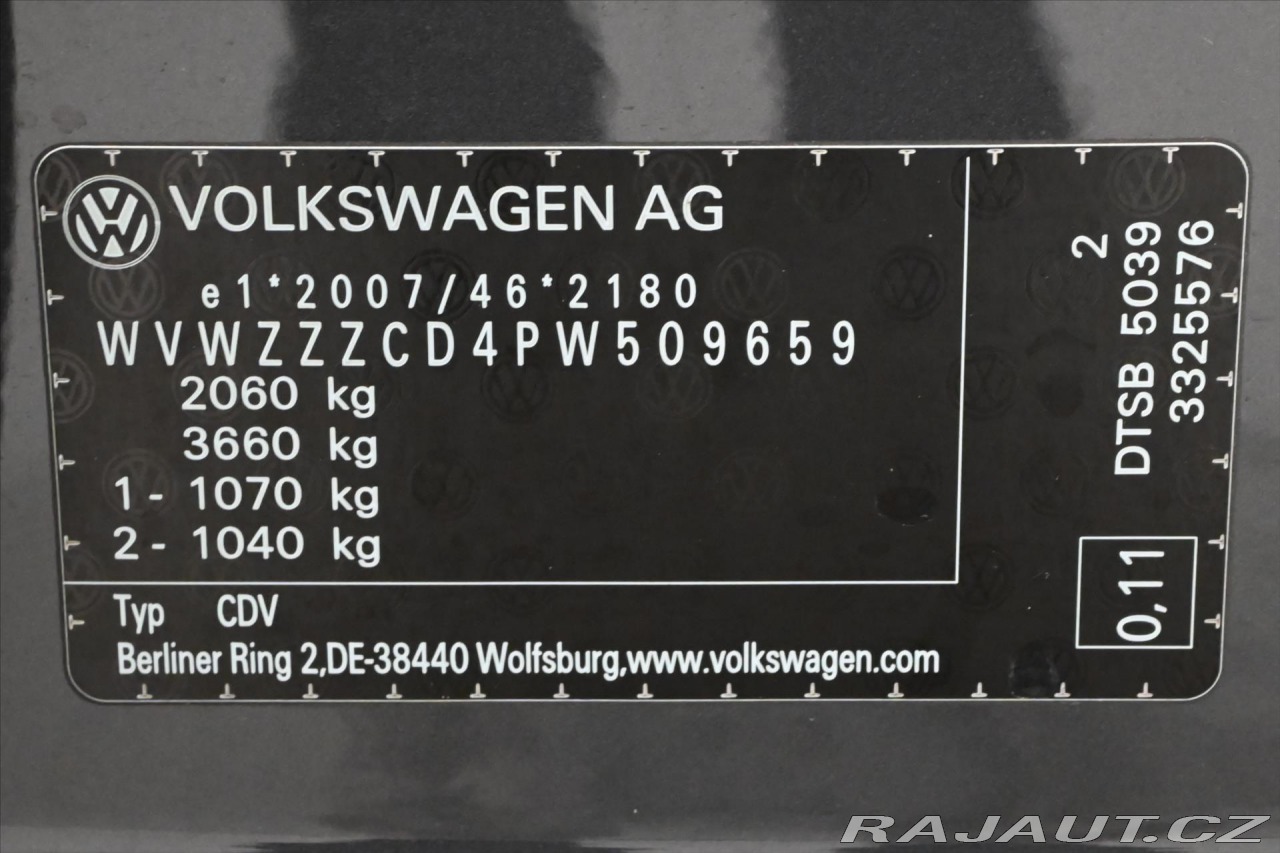 VOLKSWAGEN AG
e1*2007/46*2180
WVWZZZCD4PW509659
2060 kg
3660 kg
1 - 1070 kg
2 - 1040 kg
Typ CDV
Berliner Ring 2,DE-38440 Wolfsburg,www.volkswagen.com
2
DTSB 5039
3325576
0,11
RAJAUT.CZ